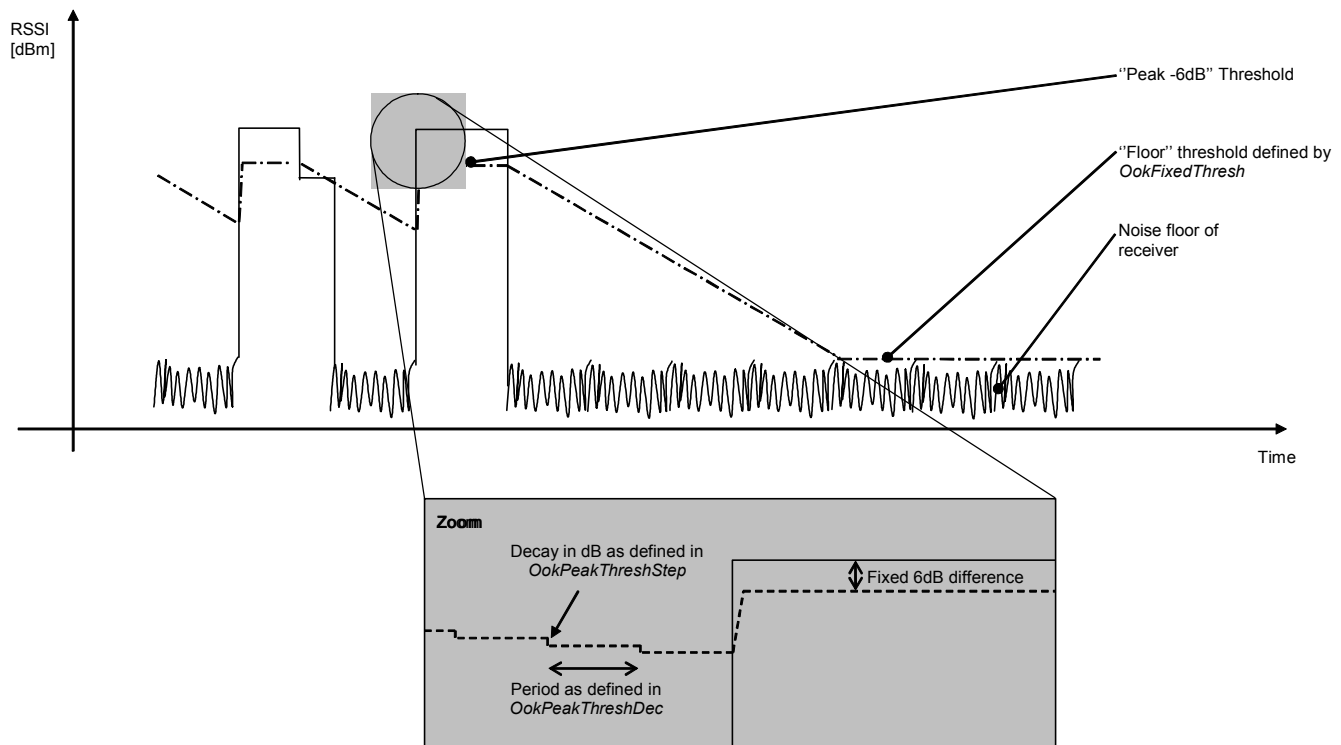 RSSI
[dBm]
‘‘Peak -6dB’’ Threshold
‘‘Floor’’ threshold defined by
OokFixedThresh
Noise floor of
receiver
Time
Zoom
Decay in dB as defined in
OokPeakThreshStep
Fixed 6dB difference
Period as defined in
OokPeakThreshDec